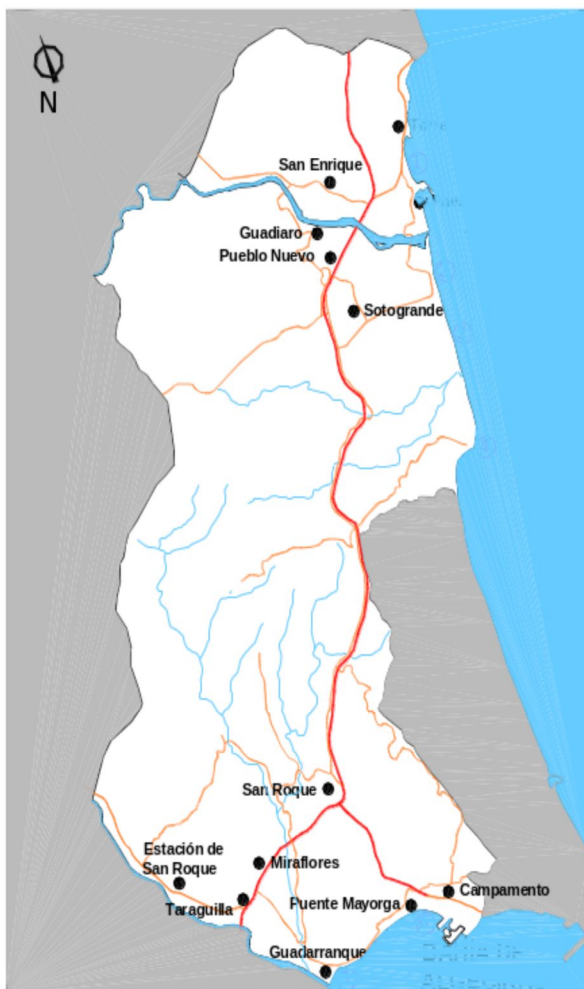 N
San Enrique
Guadiaro
Pueblo Nuevo
Sotogrande
San Roque
Estación de
San Roque
Miraflores
Taraguilla
Campamento
Puente Mayorga
Guadarranque